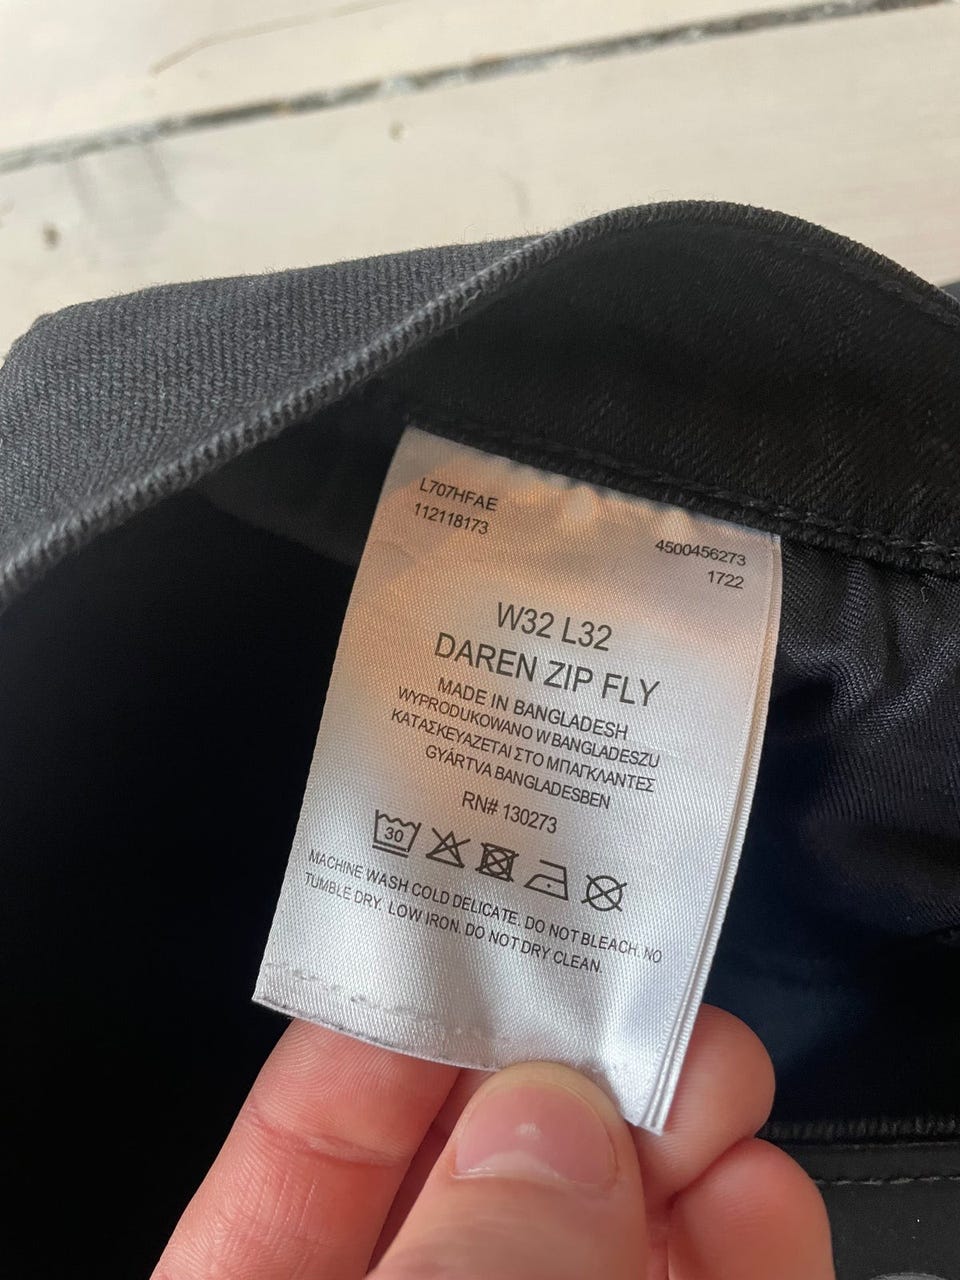 L707HFAE
112118173
4500456273
1722
W32 L32
DAREN ZIP FLY
MADE IN BANGLADESH
WYPRODUKOWANO W BANGLADESZU
ΚΑΤΑΣΚΕΥΑΖΕΤΑΙ ΣΤΟ ΜΠΑΓΚΛΑΝΤΕΣ
GYÁRTVA BANGLADESBEN
RN# 130273
30
MACHINE WASH COLD DELICATE. DO NOT BLEACH. NO
TUMBLE DRY. LOW IRON. DO NOT DRY CLEAN.